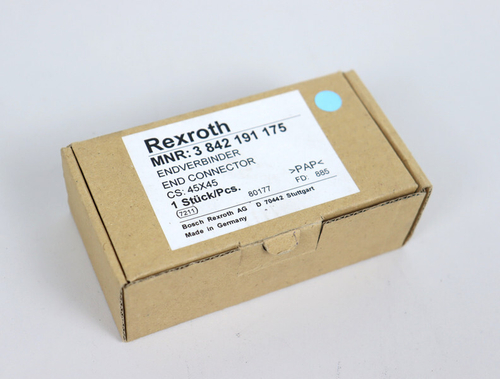 Rexroth
MNR: 3 842 191 175
ENDVERBINDER
END CONNECTOR
CS: 45X45 >PAP<
1 Stück/Pcs. 80177 FD: 885
7211
Bosch Rexroth AG D 70442 Stuttgart
Made in Germany